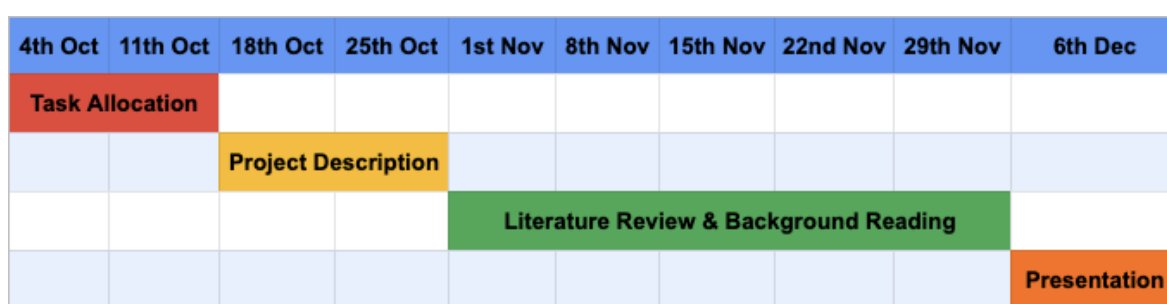 4th Oct 11th Oct 18th Oct 25th Oct 1st Nov 8th Nov 15th Nov 22nd Nov 29th Nov 6th Dec
Task Allocation
Project Description
Literature Review & Background Reading
Presentation